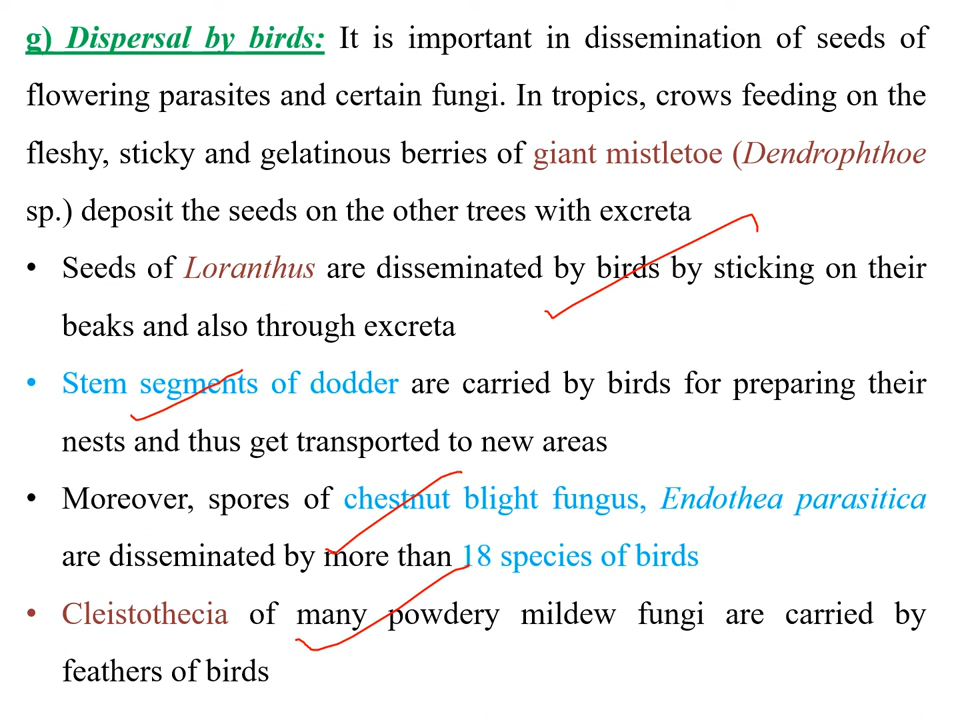 g) Dispersal by birds: It is important in dissemination of seeds of
flowering parasites and certain fungi. In tropics, crows feeding on the
fleshy, sticky and gelatinous berries of giant mistletoe (Dendrophthoe
sp.) deposit the seeds on the other trees with excreta
• Seeds of Loranthus are disseminated by birds by sticking on their
beaks and also through excreta
• Stem segments of dodder are carried by birds for preparing their
nests and thus get transported to new areas
• Moreover, spores of chestnut blight fungus, Endothea parasitica
are disseminated by more than 18 species of birds
• Cleistothecia of many powdery mildew fungi are carried by
feathers of birds